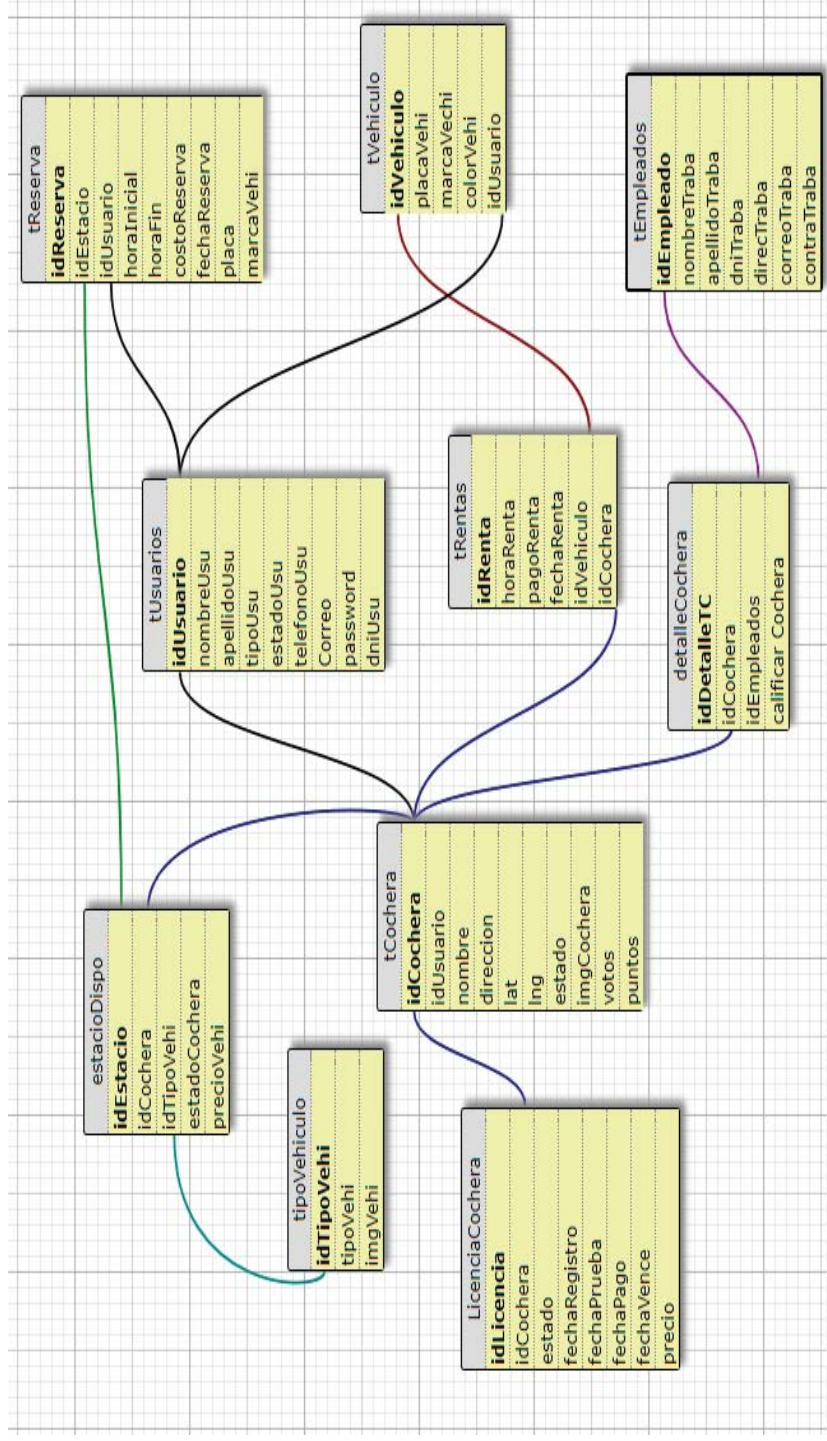 tReserva
idReserva
idEstacio
idUsuario
horaInicial
horaFin
costoReserva
fechaReserva
placa
marcaVehi
tVehiculo
idVehiculo
placaVehi
marcaVechi
colorVehi
idUsuario
tEmpleados
idEmpleado
nombreTraba
apellidoTraba
dniTraba
direcTraba
correoTraba
contraTraba
tUsuarios
idUsuario
nombreUsu
apellidoUsu
tipoUsu
estadoUsu
telefonoUsu
Correo
password
dniUsu
tRentas
idRenta
horaRenta
pagoRenta
fechaRenta
idVehiculo
idCochera
detalleCochera
idDetalleTC
idCochera
idEmpleados
calificar Cochera
estacioDispo
idEstacio
idCochera
idTipoVehi
estadoCochera
precioVehi
tCochera
idCochera
idUsuario
nombre
direccion
lat
lng
estado
imgCochera
votos
puntos
tipoVehiculo
idTipoVehi
tipoVehi
imgVehi
LicenciaCochera
idLicencia
idCochera
estado
fechaRegistro
fechaPrueba
fechaPago
fechaVence
precio